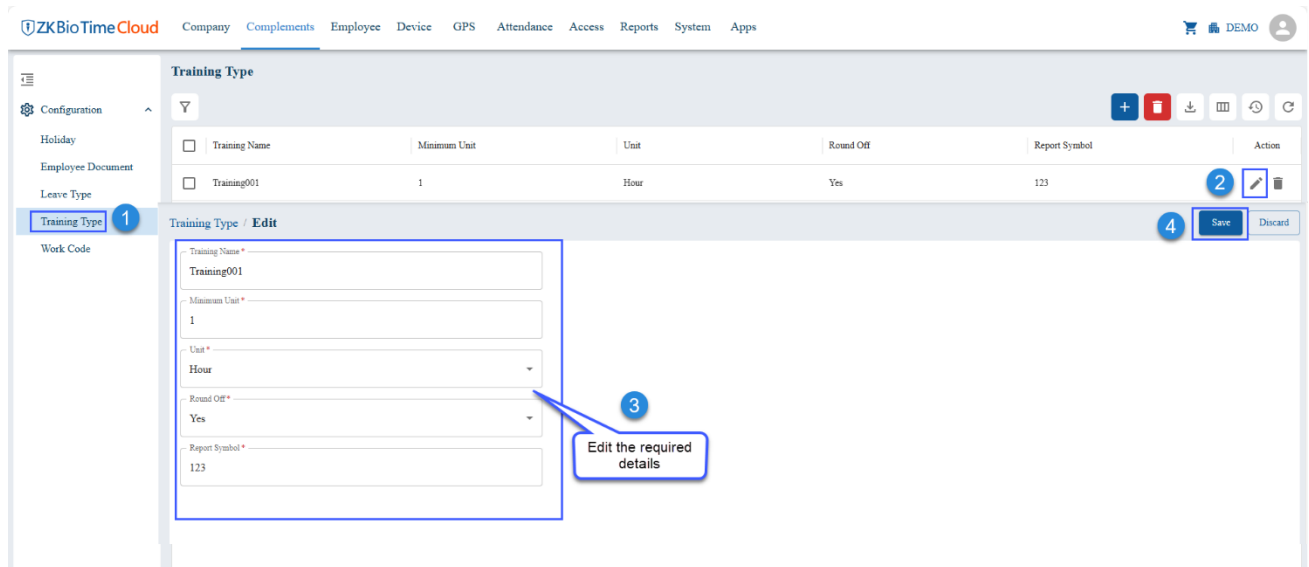 ZKBioTime Cloud
Company Complements Employee Device GPS Attendance Access Reports System Apps
DEMO
Configuration
Holiday
Employee Document
Leave Type
Training Type 1
Work Code
Training Type
Training Name Minimum Unit Unit Round Off Report Symbol Action
Training001 1 Hour Yes 123 2
Training Type / Edit
4 Save Discard
Training Name *
Training001
Minimum Unit *
1
Unit *
Hour
Round Off *
Yes
Report Symbol *
123
3
Edit the required
details